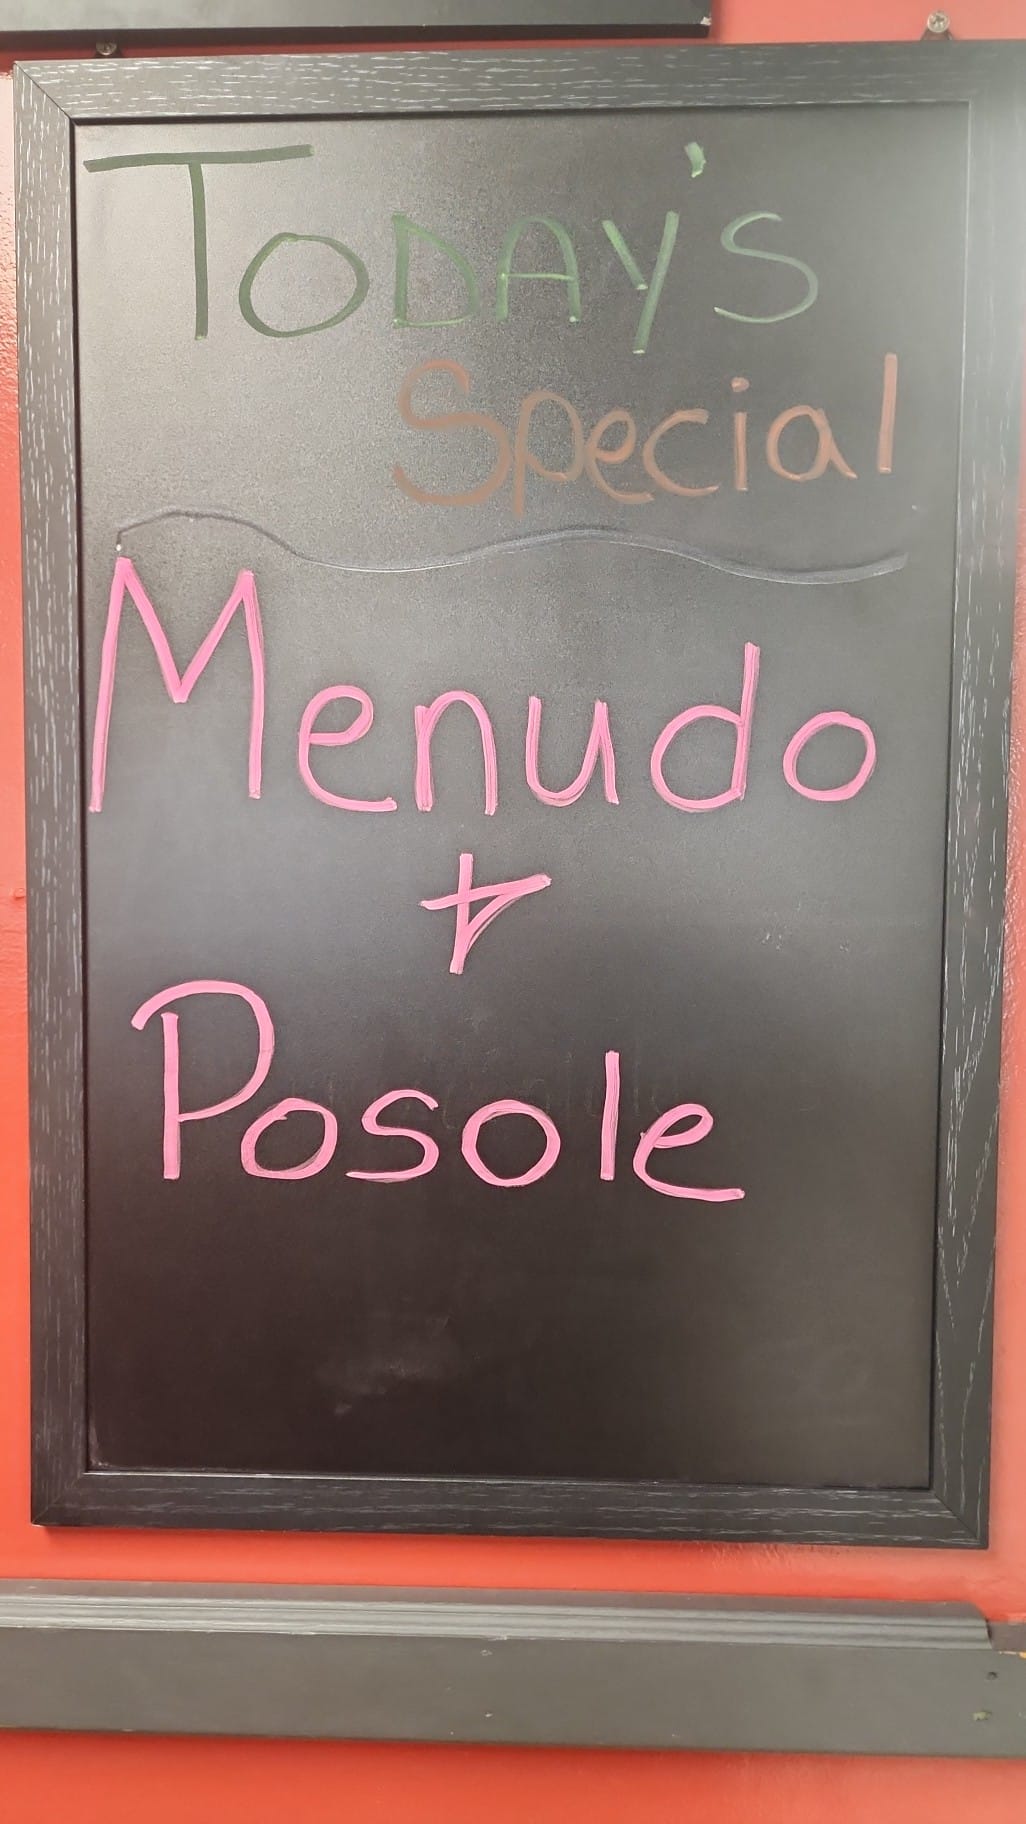 Today's
Special
Menudo
+
Posole